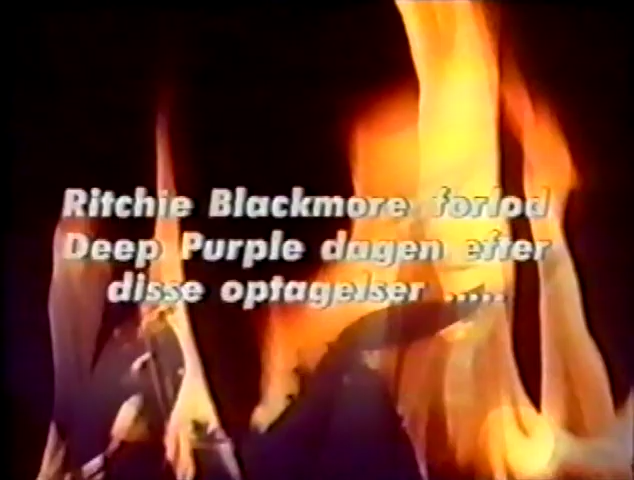 Ritchie Blackmore forlod
Deep Purple dagen efter
disse optagelser .....